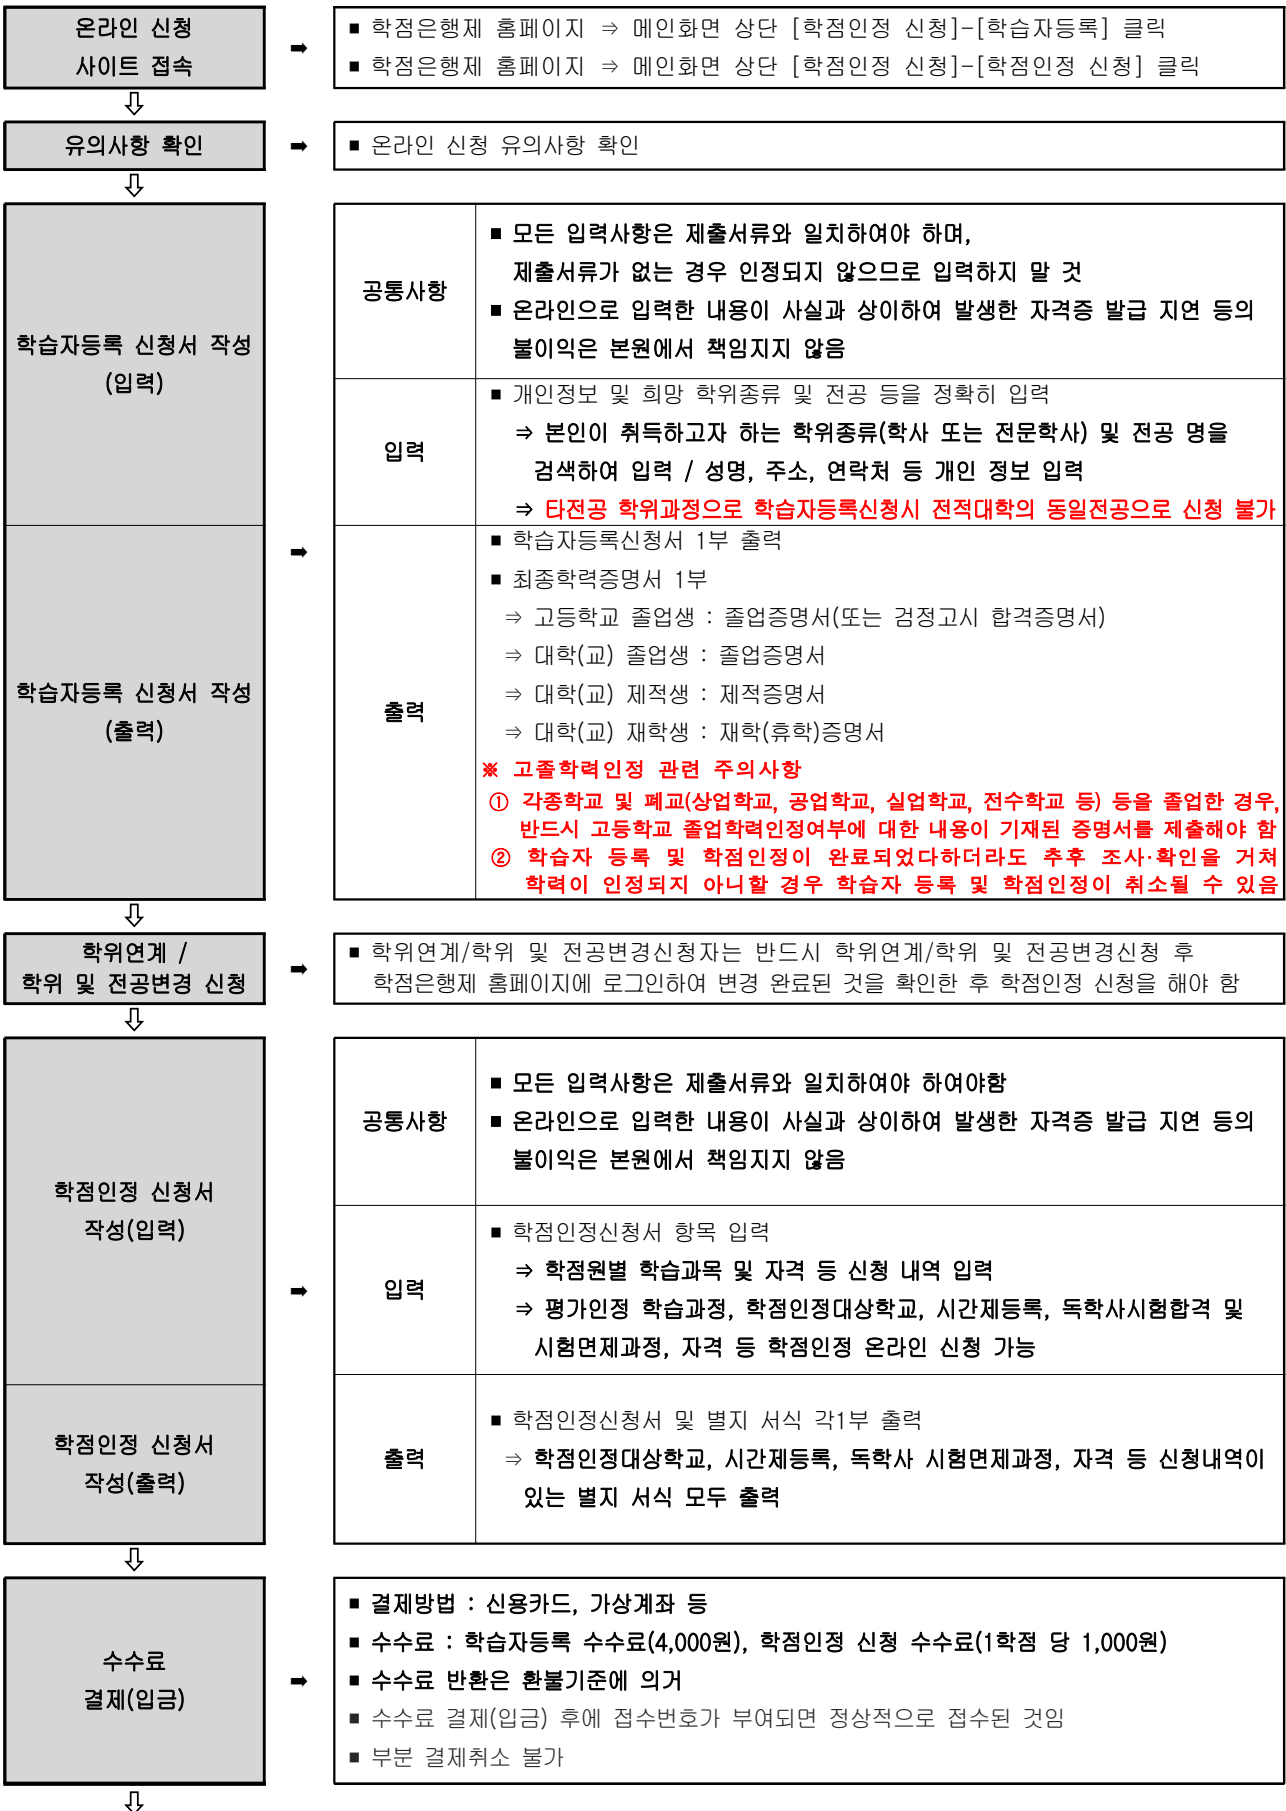 온라인 신청
사이트 접속
➡
■ 학점은행제 홈페이지 ⇒ 메인화면 상단 [학점인정 신청]-[학습자등록] 클릭
■ 학점은행제 홈페이지 ⇒ 메인화면 상단 [학점인정 신청]-[학점인정 신청] 클릭
⇩
유의사항 확인
➡
■ 온라인 신청 유의사항 확인
⇩
학습자등록 신청서 작성
(입력)
공통사항
■ 모든 입력사항은 제출서류와 일치하여야 하며,
제출서류가 없는 경우 인정되지 않으므로 입력하지 말 것
■ 온라인으로 입력한 내용이 사실과 상이하여 발생한 자격증 발급 지연 등의
불이익은 본원에서 책임지지 않음
입력
■ 개인정보 및 희망 학위종류 및 전공 등을 정확히 입력
⇒ 본인이 취득하고자 하는 학위종류(학사 또는 전문학사) 및 전공 명을
검색하여 입력 / 성명, 주소, 연락처 등 개인 정보 입력
⇒ 타전공 학위과정으로 학습자등록신청시 전적대학의 동일전공으로 신청 불가
➡
학습자등록 신청서 작성
(출력)
출력
■ 학습자등록신청서 1부 출력
■ 최종학력증명서 1부
⇒ 고등학교 졸업생 : 졸업증명서(또는 검정고시 합격증명서)
⇒ 대학(교) 졸업생 : 졸업증명서
⇒ 대학(교) 제적생 : 제적증명서
⇒ 대학(교) 재학생 : 재학(휴학)증명서
※ 고졸학력인정 관련 주의사항
① 각종학교 및 폐교(상업학교, 공업학교, 실업학교, 전수학교 등) 등을 졸업한 경우,
반드시 고등학교 졸업학력인정여부에 대한 내용이 기재된 증명서를 제출해야 함
② 학습자 등록 및 학점인정이 완료되었다하더라도 추후 조사·확인을 거쳐
학력이 인정되지 아니할 경우 학습자 등록 및 학점인정이 취소될 수 있음
⇩
학위연계 /
학위 및 전공변경 신청
➡
■ 학위연계/학위 및 전공변경신청자는 반드시 학위연계/학위 및 전공변경신청 후
학점은행제 홈페이지에 로그인하여 변경 완료된 것을 확인한 후 학점인정 신청을 해야 함
⇩
학점인정 신청서
작성(입력)
공통사항
■ 모든 입력사항은 제출서류와 일치하여야 하여야함
■ 온라인으로 입력한 내용이 사실과 상이하여 발생한 자격증 발급 지연 등의
불이익은 본원에서 책임지지 않음
➡
입력
■ 학점인정신청서 항목 입력
⇒ 학점원별 학습과목 및 자격 등 신청 내역 입력
⇒ 평가인정 학습과정, 학점인정대상학교, 시간제등록, 독학사시험합격 및
시험면제과정, 자격 등 학점인정 온라인 신청 가능
학점인정 신청서
작성(출력)
출력
■ 학점인정신청서 및 별지 서식 각1부 출력
⇒ 학점인정대상학교, 시간제등록, 독학사 시험면제과정, 자격 등 신청내역이
있는 별지 서식 모두 출력
⇩
수수료
결제(입금)
➡
■ 결제방법 : 신용카드, 가상계좌 등
■ 수수료 : 학습자등록 수수료(4,000원), 학점인정 신청 수수료(1학점 당 1,000원)
■ 수수료 반환은 환불기준에 의거
■ 수수료 결제(입금) 후에 접수번호가 부여되면 정상적으로 접수된 것임
■ 부분 결제취소 불가
⇩